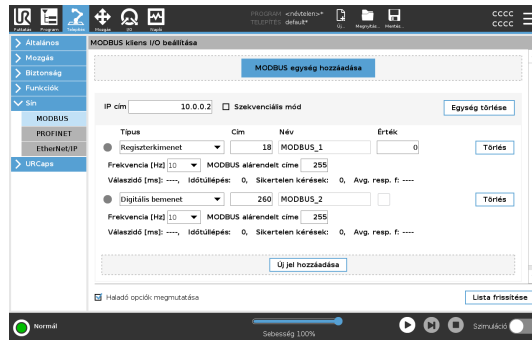 PROGRAM <névtelen>*
TELEPÍTÉS default*
CCCC
CCCC
Futtatás Program Telepítés Mozgás I/O Napló Új... Megnyitás... Mentés...
Általános
Mozgás
Biztonság
Funkciók
Sín
MODBUS
PROFINET
EtherNet/IP
URCaps
MODBUS kliens I/O beállítása
MODBUS egység hozzáadása
IP cím 10.0.0.2 Szekvenciális mód Egység törlése
Típus Cím Név Érték
Regiszterkimenet 18 MODBUS_1 0 Törlés
Frekvencia [Hz] 10 MODBUS alárendelt címe 255
Válaszidő [ms]: ----, Időtúllépés: 0, Sikertelen kérések: 0, Avg. resp. f: ----
Digitális bemenet 260 MODBUS_2 Törlés
Frekvencia [Hz] 10 MODBUS alárendelt címe 255
Válaszidő [ms]: ----, Időtúllépés: 0, Sikertelen kérések: 0, Avg. resp. f: ----
Új jel hozzáadása
Haladó opciók megmutatása Lista frissítése
Normál Sebesség 100% Szimuláció